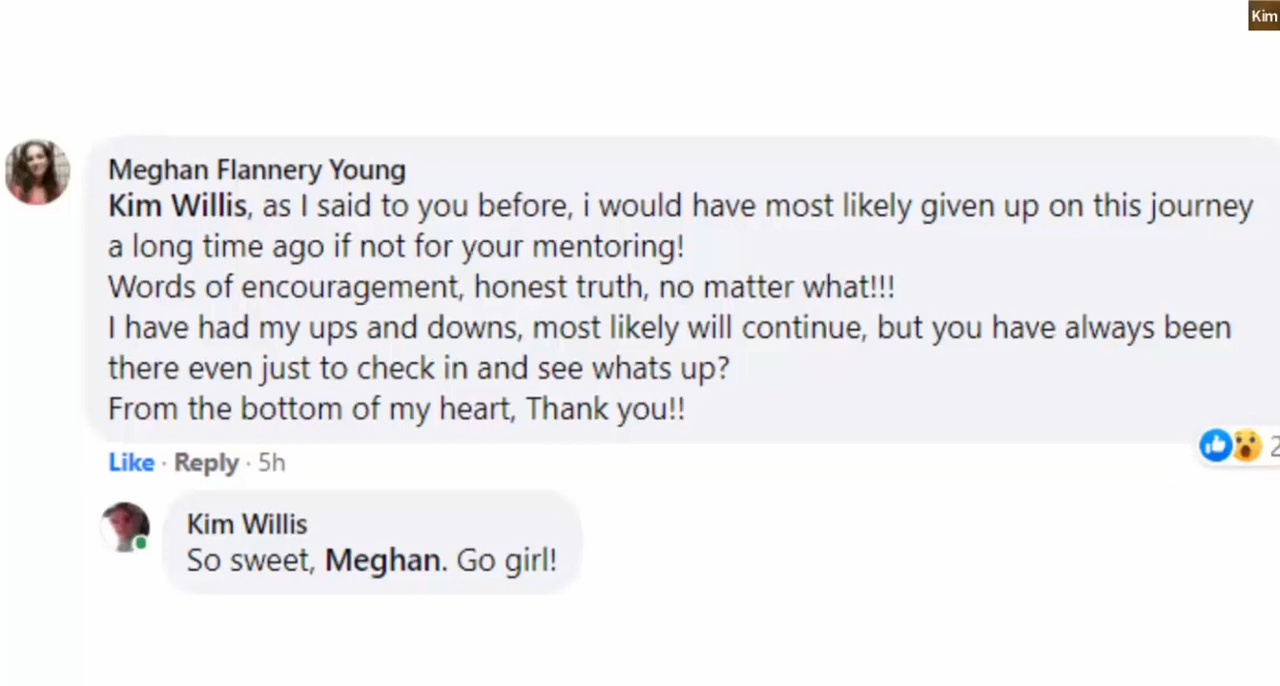 Kim
Meghan Flannery Young
Kim Willis, as I said to you before, i would have most likely given up on this journey
a long time ago if not for your mentoring!
Words of encouragement, honest truth, no matter what!!!
I have had my ups and downs, most likely will continue, but you have always been
there even just to check in and see whats up?
From the bottom of my heart, Thank you!!
Like · Reply · 5h
2
Kim Willis
So sweet, Meghan. Go girl!